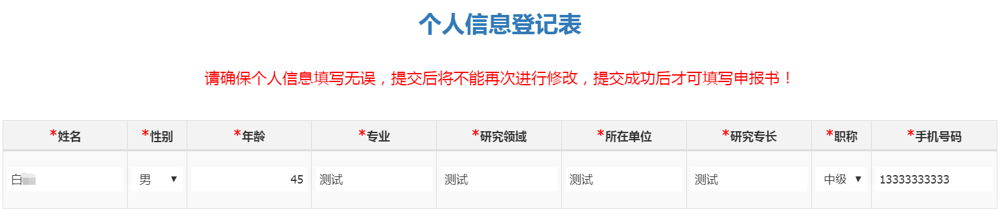 个人信息登记表
请确保个人信息填写无误，提交后将不能再次进行修改，提交成功后才可填写申报书！
*姓名 *性别 *年龄 *专业 *研究领域 *所在单位 *研究专长 *职称 *手机号码
白 男 45 测试 测试 测试 测试 中级 13333333333